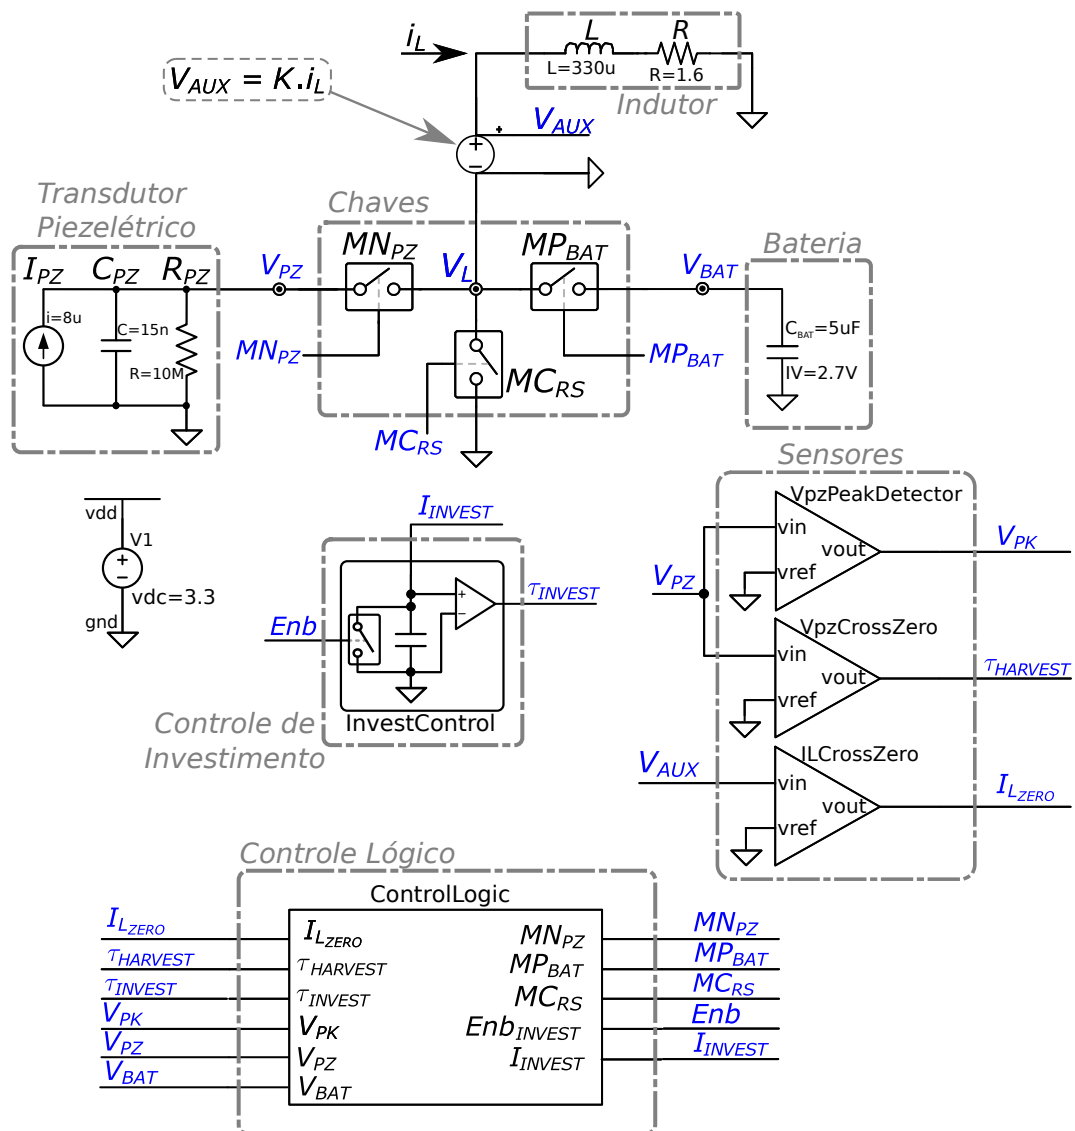 i_L
L
L=330u
R
R=1.6
Indutor
V_AUX = K.i_L
V_AUX
+
−
Transdutor
Piezelétrico
I_PZ
C_PZ
R_PZ
i=8u
C=15n
R=10M
V_PZ
Chaves
MN_PZ
V_L
MP_BAT
MN_PZ
MP_BAT
MC_RS
MC_RS
V_BAT
Bateria
C_BAT=5uF
IV=2.7V
vdd
V1
+
−
vdc=3.3
gnd
I_INVEST
Enb
+
−
τ_INVEST
InvestControl
Controle de
Investimento
Sensores
VpzPeakDetector
vin
vout
vref
V_PK
V_PZ
VpzCrossZero
vin
vout
vref
τ_HARVEST
ILCrossZero
V_AUX
vin
vout
vref
I_L_ZERO
Controle Lógico
ControlLogic
I_L_ZERO I_L_ZERO MN_PZ MN_PZ
τ_HARVEST τ_HARVEST MP_BAT MP_BAT
τ_INVEST τ_INVEST MC_RS MC_RS
V_PK V_PK Enb_INVEST Enb
V_PZ V_PZ I_INVEST I_INVEST
V_BAT V_BAT